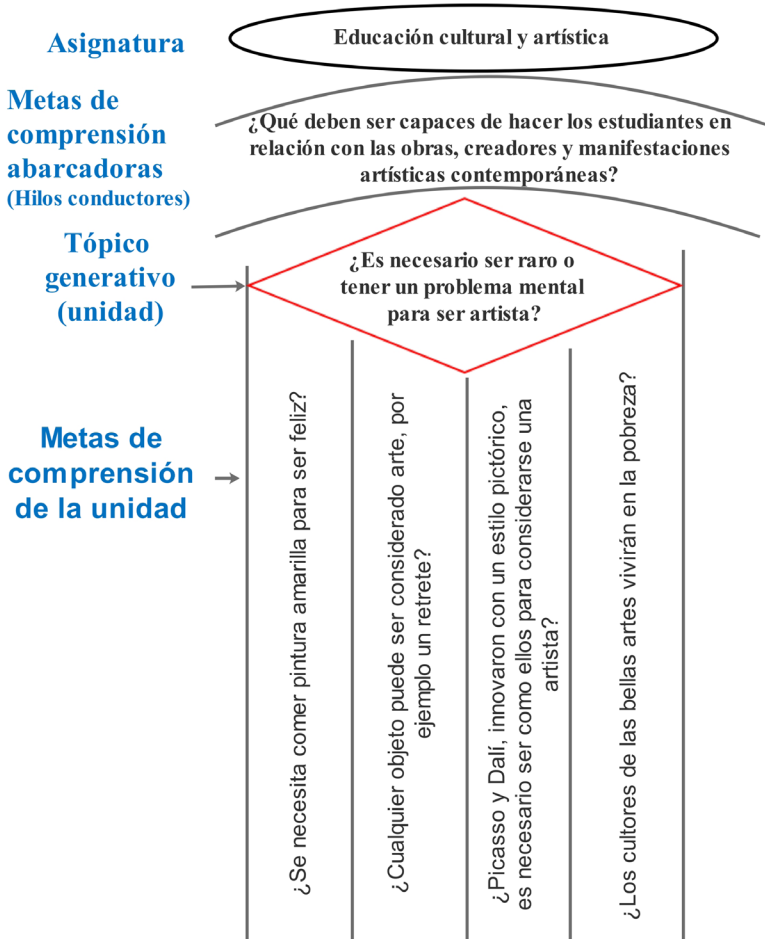 Asignatura
Educación cultural y artística
Metas de
comprensión
abarcadoras
(Hilos conductores)
¿Qué deben ser capaces de hacer los estudiantes en
relación con las obras, creadores y manifestaciones
artísticas contemporáneas?
Tópico
generativo
(unidad)
¿Es necesario ser raro o
tener un problema mental
para ser artista?
Metas de
comprensión
de la unidad
¿Se necesita comer pintura amarilla para ser feliz?
¿Cualquier objeto puede ser considerado arte, por
ejemplo un retrete?
¿Picasso y Dalí, innovaron con un estilo pictórico,
es necesario ser como ellos para considerarse una
artista?
¿Los cultores de las bellas artes vivirán en la pobreza?